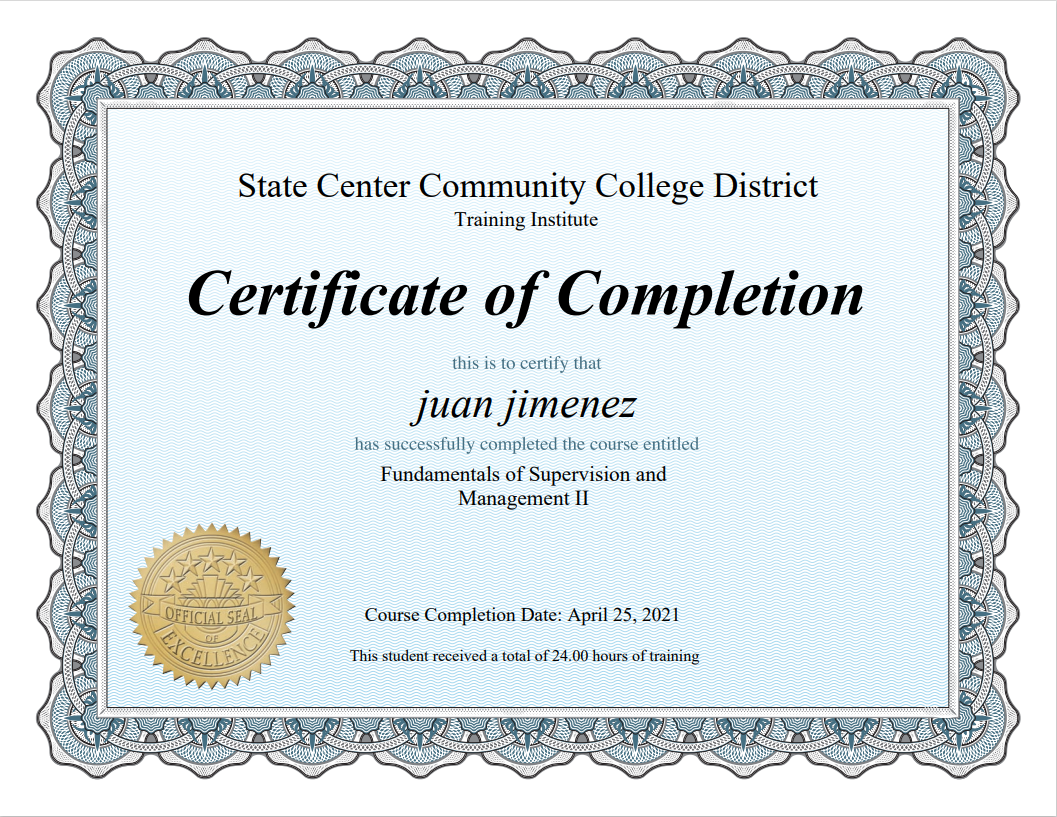 State Center Community College District
Training Institute
Certificate of Completion
this is to certify that
juan jimenez
has successfully completed the course entitled
Fundamentals of Supervision and
Management II
OFFICIAL SEAL
OF
EXCELLENCE
Course Completion Date: April 25, 2021
This student received a total of 24.00 hours of training